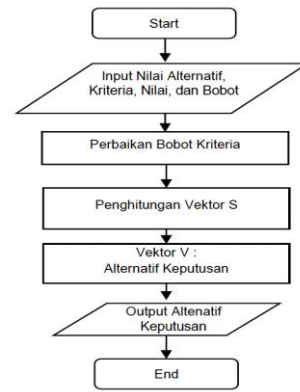 Start
Input Nilai Alternatif,
Kriteria, Nilai, dan Bobot
Perbaikan Bobot Kriteria
Penghitungan Vektor S
Vektor V :
Alternatif Keputusan
Output Altenatif
Keputusan
End